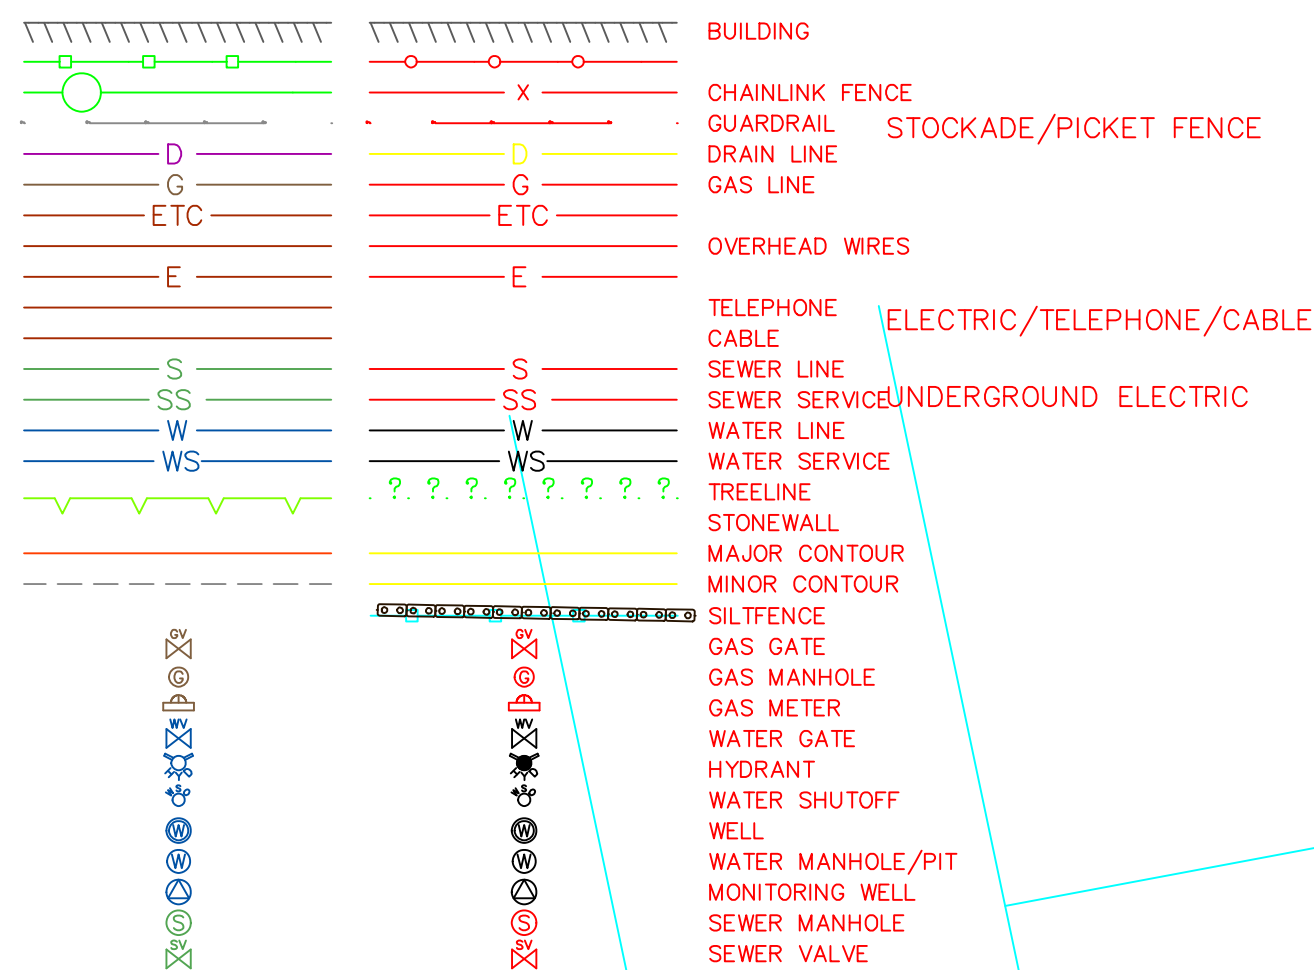 BUILDING
X CHAINLINK FENCE
GUARDRAIL STOCKADE/PICKET FENCE
D D DRAIN LINE
G G GAS LINE
ETC ETC
OVERHEAD WIRES
E E
TELEPHONE ELECTRIC/TELEPHONE/CABLE
CABLE
S S SEWER LINE
SS SS SEWER SERVICE UNDERGROUND ELECTRIC
W W WATER LINE
WS WS WATER SERVICE
? ? ? ? ? ? ? ? TREELINE
STONEWALL
MAJOR CONTOUR
MINOR CONTOUR
SILTFENCE
GV GV GAS GATE
G G GAS MANHOLE
GAS METER
WV WV WATER GATE
HYDRANT
S S WATER SHUTOFF
W W WELL
W W WATER MANHOLE/PIT
MONITORING WELL
S S SEWER MANHOLE
SV SV SEWER VALVE